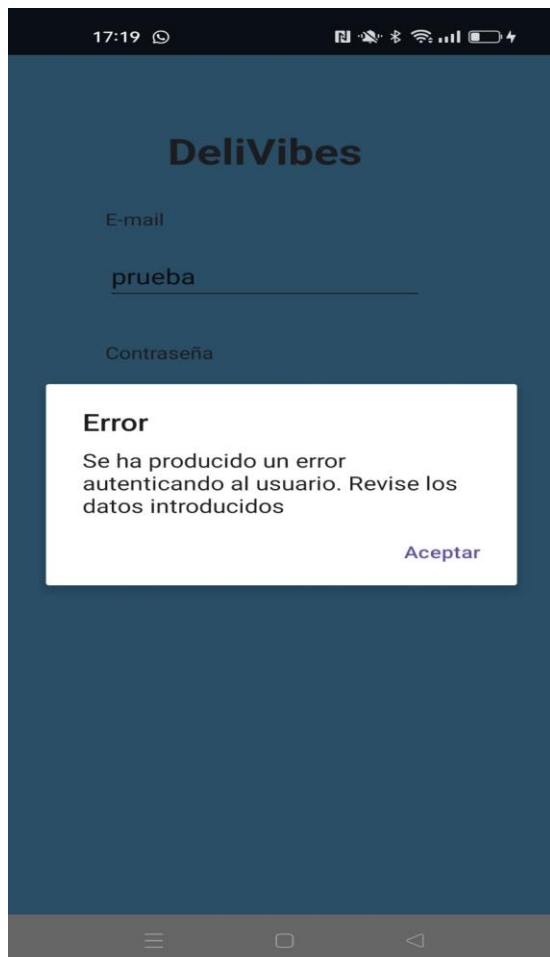 17:19
DeliVibes
E-mail
prueba
Contraseña
Error
Se ha producido un error
autenticando al usuario. Revise los
datos introducidos
Aceptar